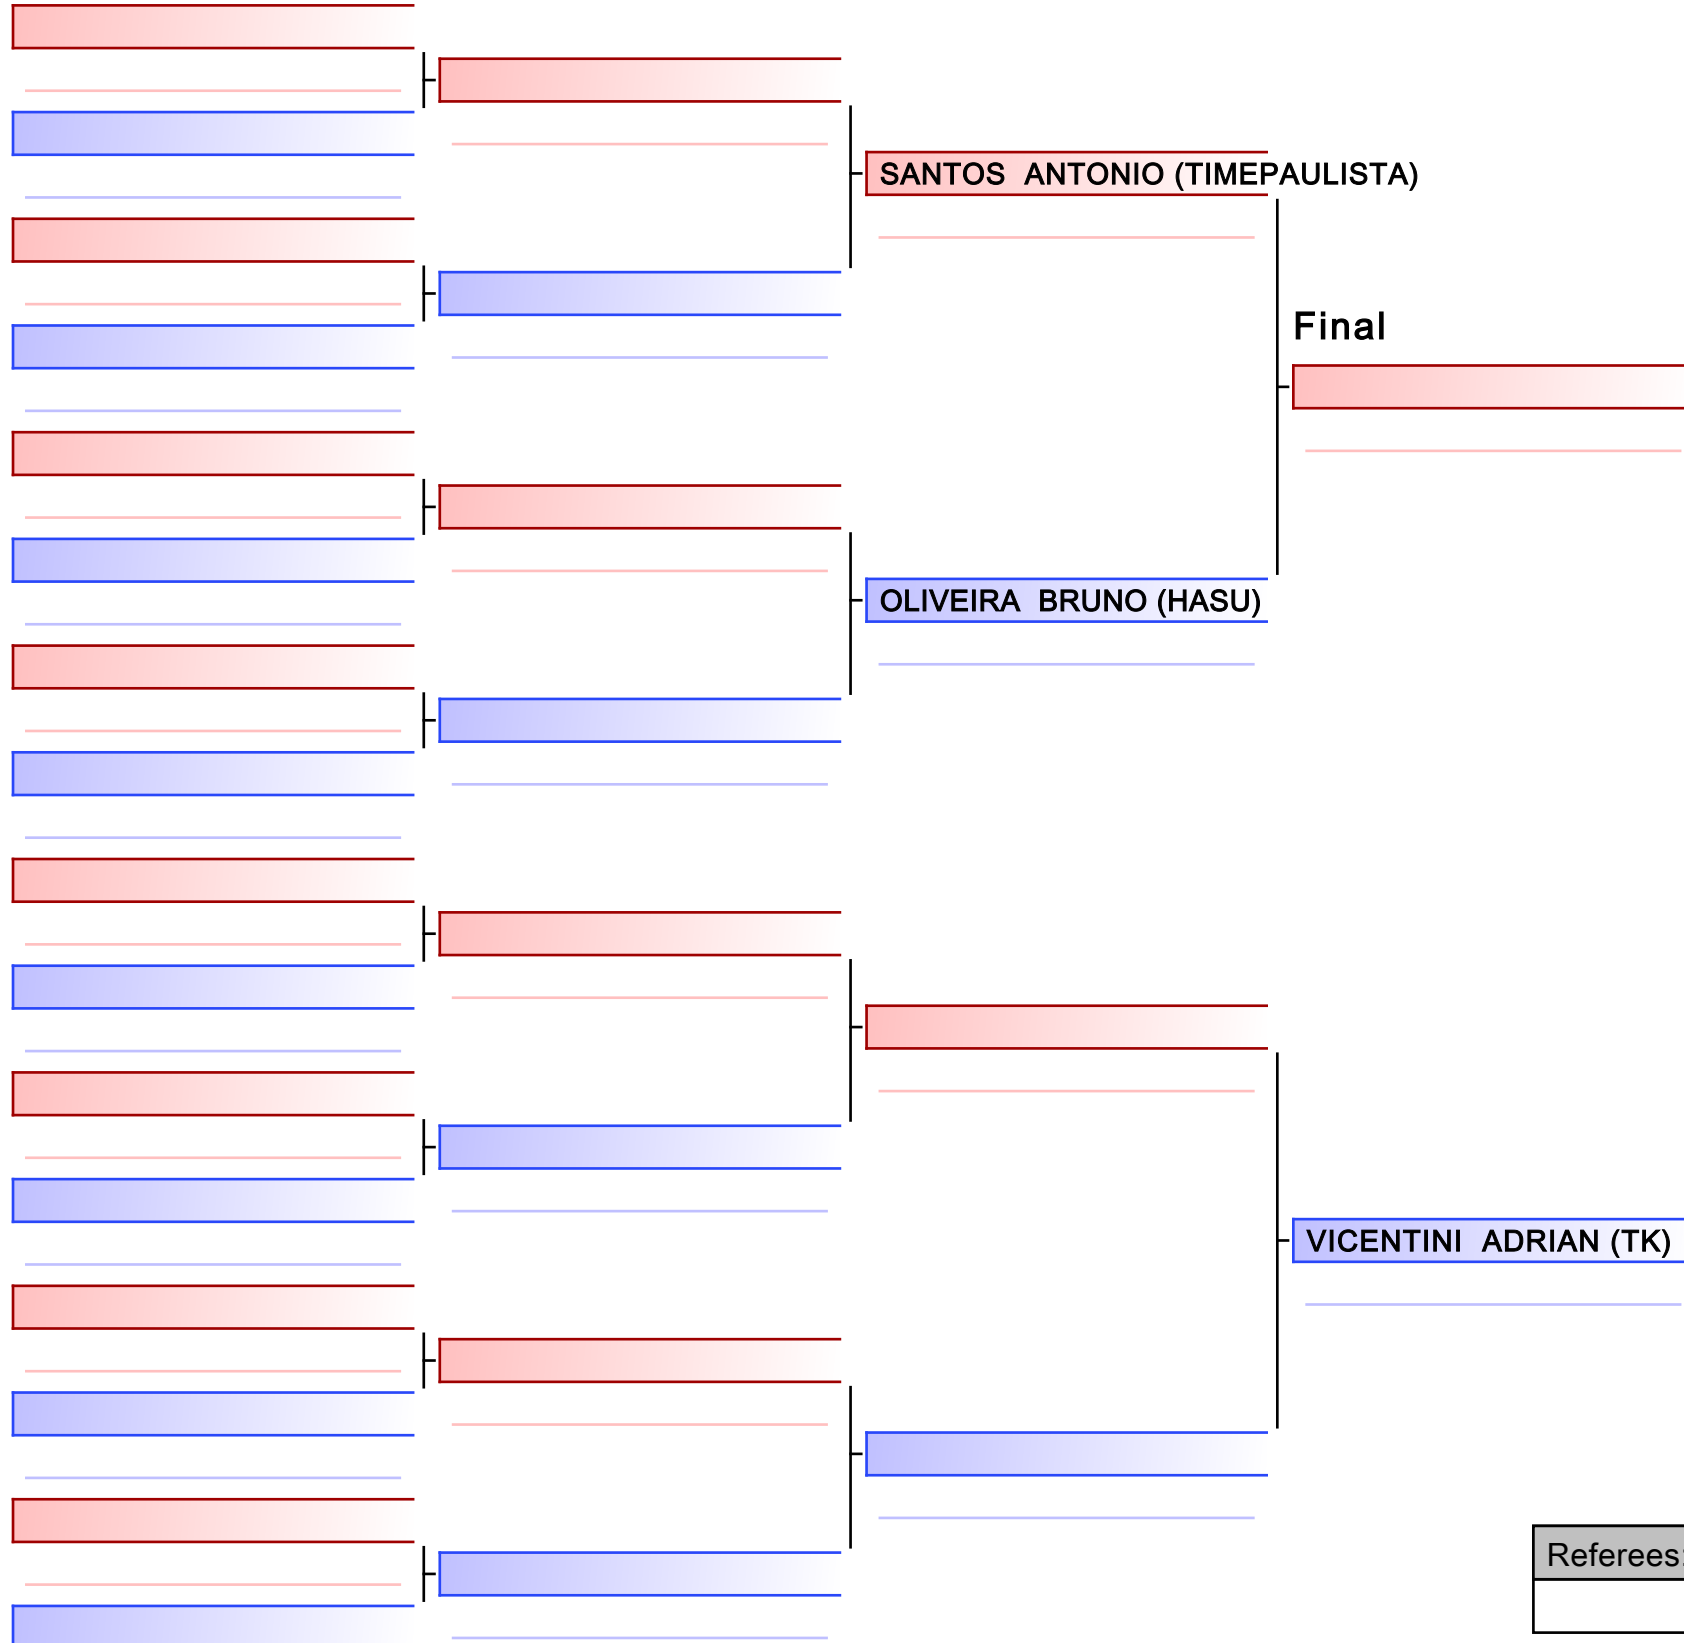 SANTOS  ANTONIO (TIMEPAULISTA)
Final
OLIVEIRA  BRUNO (HASU)
VICENTINI  ADRIAN (TK)
Referees: